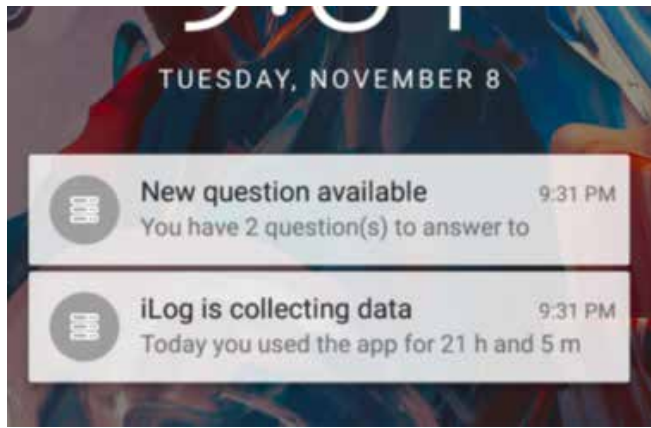 TUESDAY, NOVEMBER 8
New question available 9:31 PM
You have 2 question(s) to answer to
iLog is collecting data 9:31 PM
Today you used the app for 21 h and 5 m